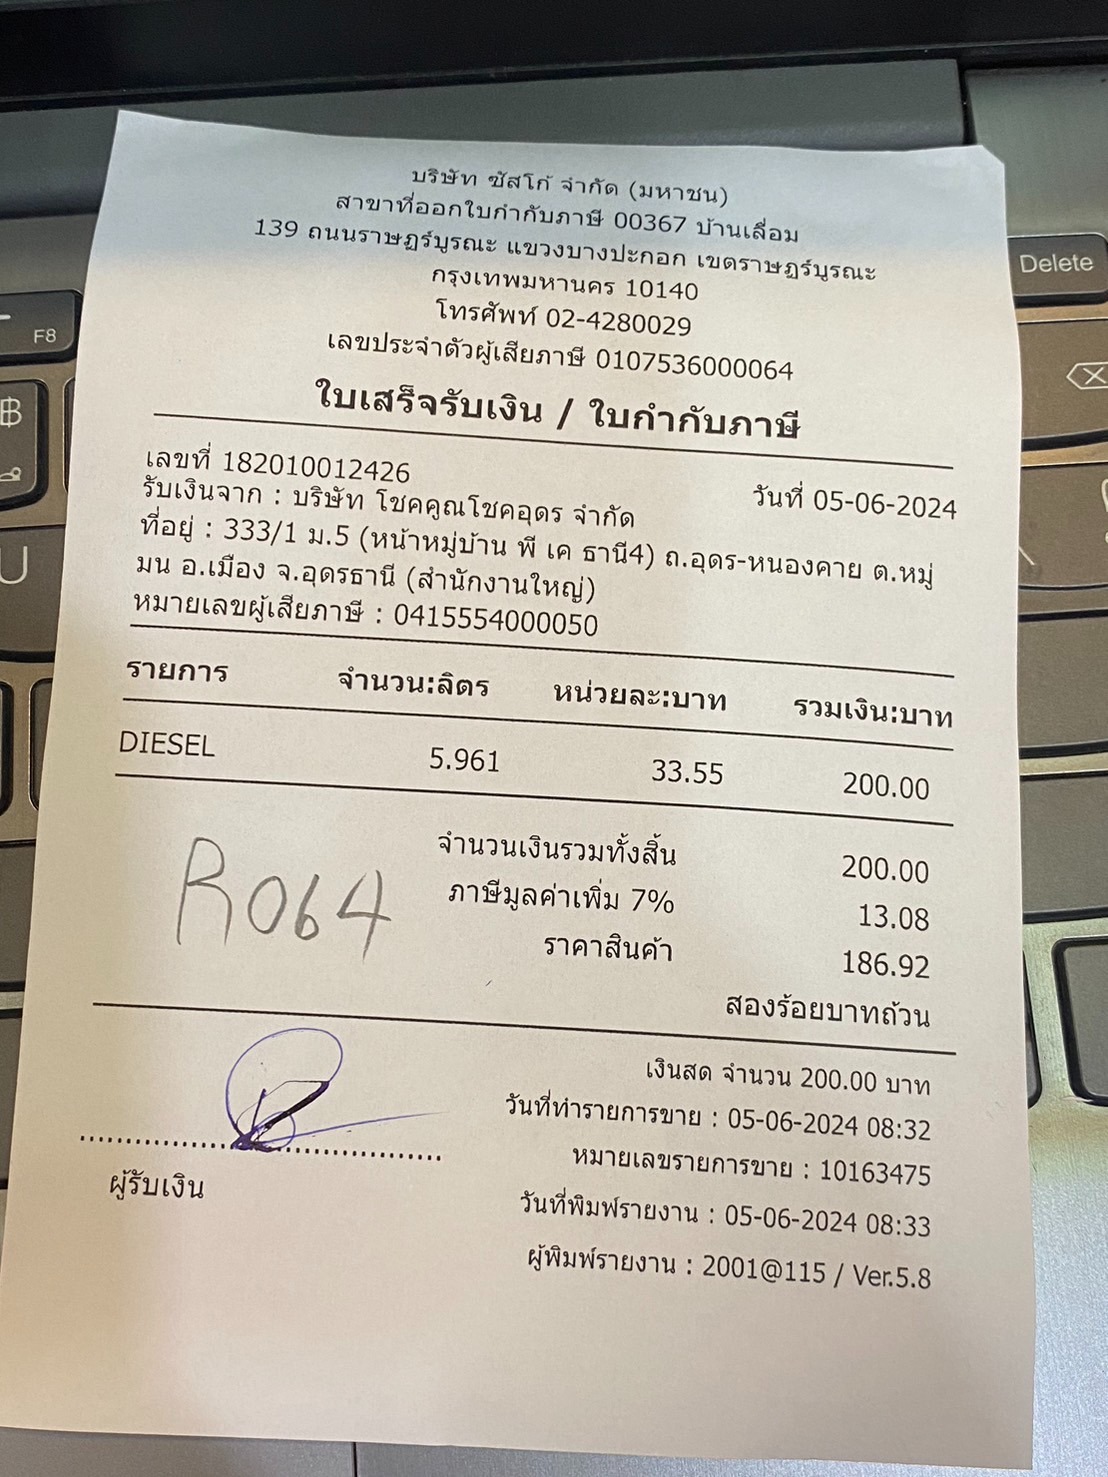 บริษัท ซัสโก้ จำกัด (มหาชน)
สาขาที่ออกใบกำกับภาษี 00367 บ้านเลื่อม
139 ถนนราษฎร์บูรณะ แขวงบางปะกอก เขตราษฎร์บูรณะ
กรุงเทพมหานคร 10140
โทรศัพท์ 02-4280029
เลขประจำตัวผู้เสียภาษี 0107536000064
ใบเสร็จรับเงิน / ใบกำกับภาษี
เลขที่ 182010012426 วันที่ 05-06-2024
รับเงินจาก : บริษัท โชคคูณโชคอุดร จำกัด
ที่อยู่ : 333/1 ม.5 (หน้าหมู่บ้าน พี เค ธานี4) ถ.อุดร-หนองคาย ต.หมู่
มน อ.เมือง จ.อุดรธานี (สำนักงานใหญ่)
หมายเลขผู้เสียภาษี : 0415554000050
รายการ จำนวน:ลิตร หน่วยละ:บาท รวมเงิน:บาท
DIESEL 5.961 33.55 200.00
จำนวนเงินรวมทั้งสิ้น 200.00
ภาษีมูลค่าเพิ่ม 7% 13.08
ราคาสินค้า 186.92
R064
สองร้อยบาทถ้วน
เงินสด จำนวน 200.00 บาท
วันที่ทำรายการขาย : 05-06-2024 08:32
หมายเลขรายการขาย : 10163475
ผู้รับเงิน
วันที่พิมพ์รายงาน : 05-06-2024 08:33
ผู้พิมพ์รายงาน : 2001@115 / Ver.5.8
Delete
F8
฿
U